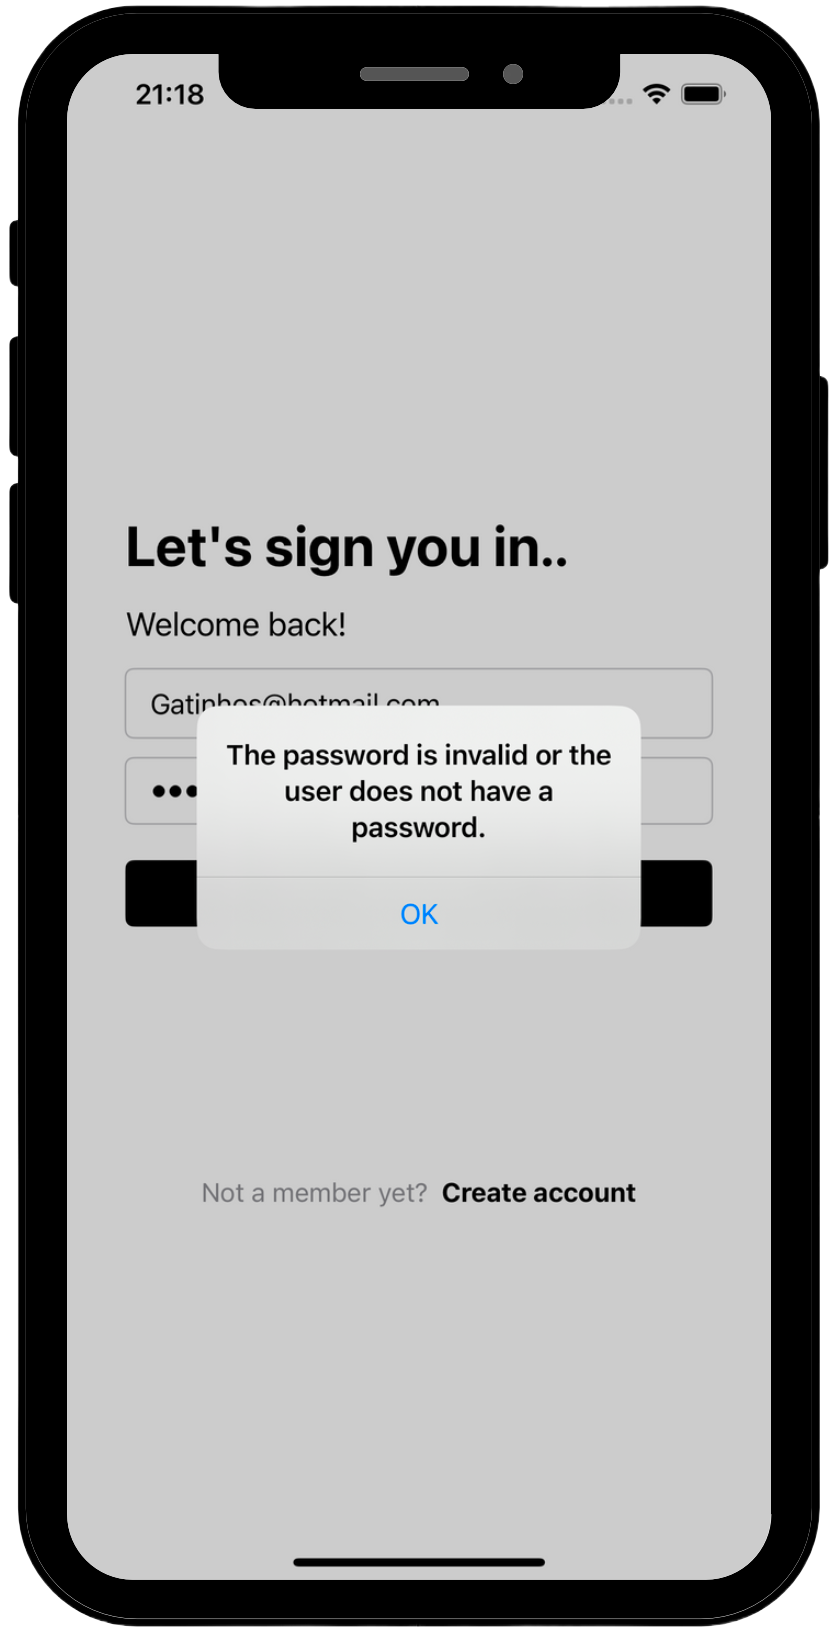 21:18
Let's sign you in..
Welcome back!
Gatinhos@hotmail.com
The password is invalid or the
user does not have a
password.
OK
Not a member yet? Create account